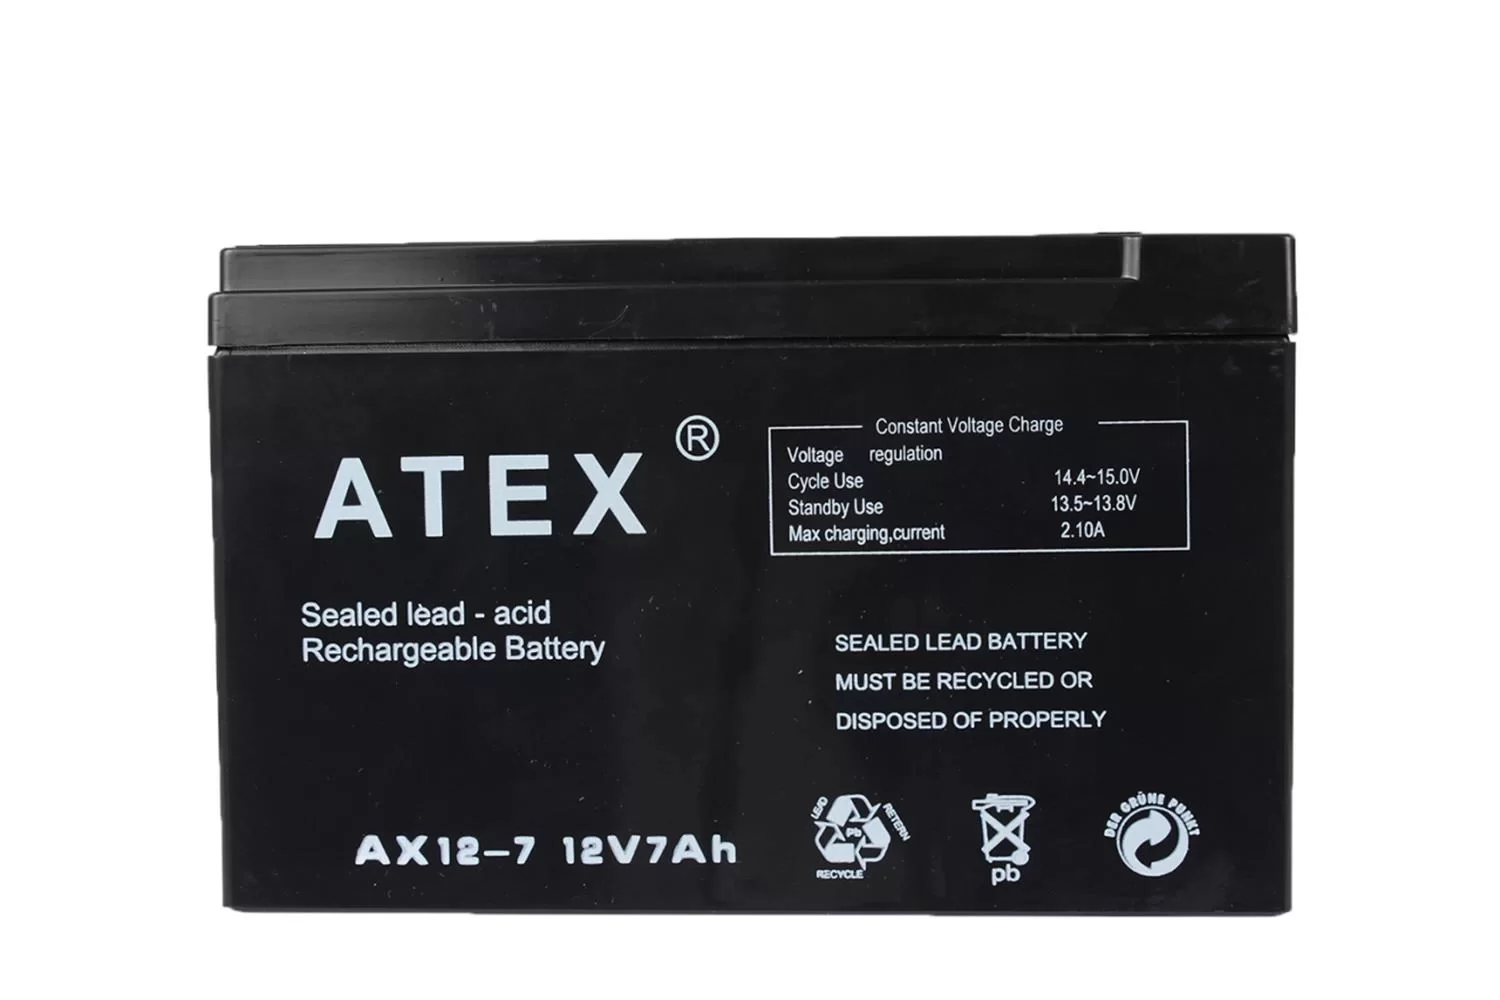 ATEX ®
Constant Voltage Charge
Voltage regulation
Cycle Use 14.4~15.0V
Standby Use 13.5~13.8V
Max charging,current 2.10A
Sealed lead - acid
Rechargeable Battery
SEALED LEAD BATTERY
MUST BE RECYCLED OR
DISPOSED OF PROPERLY
AX12-7 12V7Ah
LEAD
RETERN
Pb
RECYCLE
pb
DER GRÜNE PUNKT